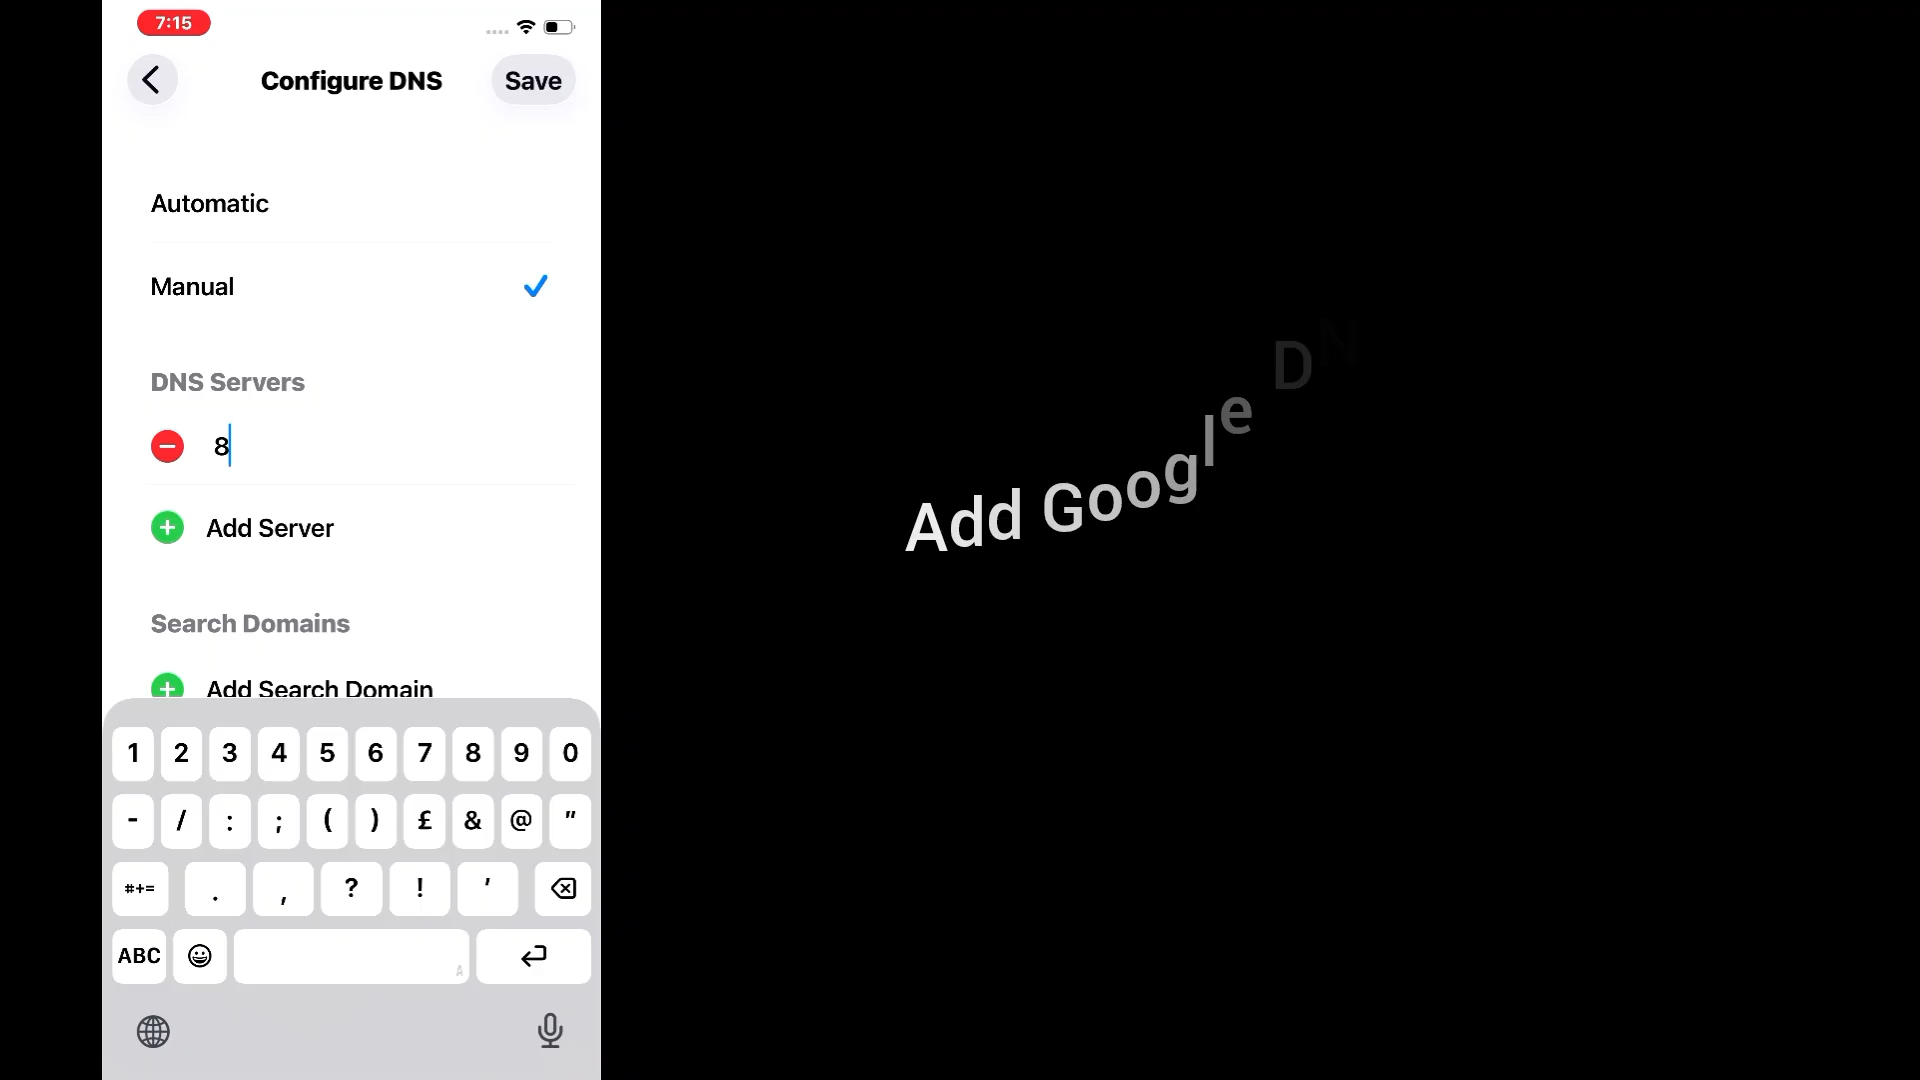 7:15
Configure DNS
Save
Automatic
Manual
DNS Servers
8
Add Server
Search Domains
Add Search Domain
1 2 3 4 5 6 7 8 9 0
- / : ; ( ) £ & @ "
#+= . , ? ! '
ABC
Add Google DN